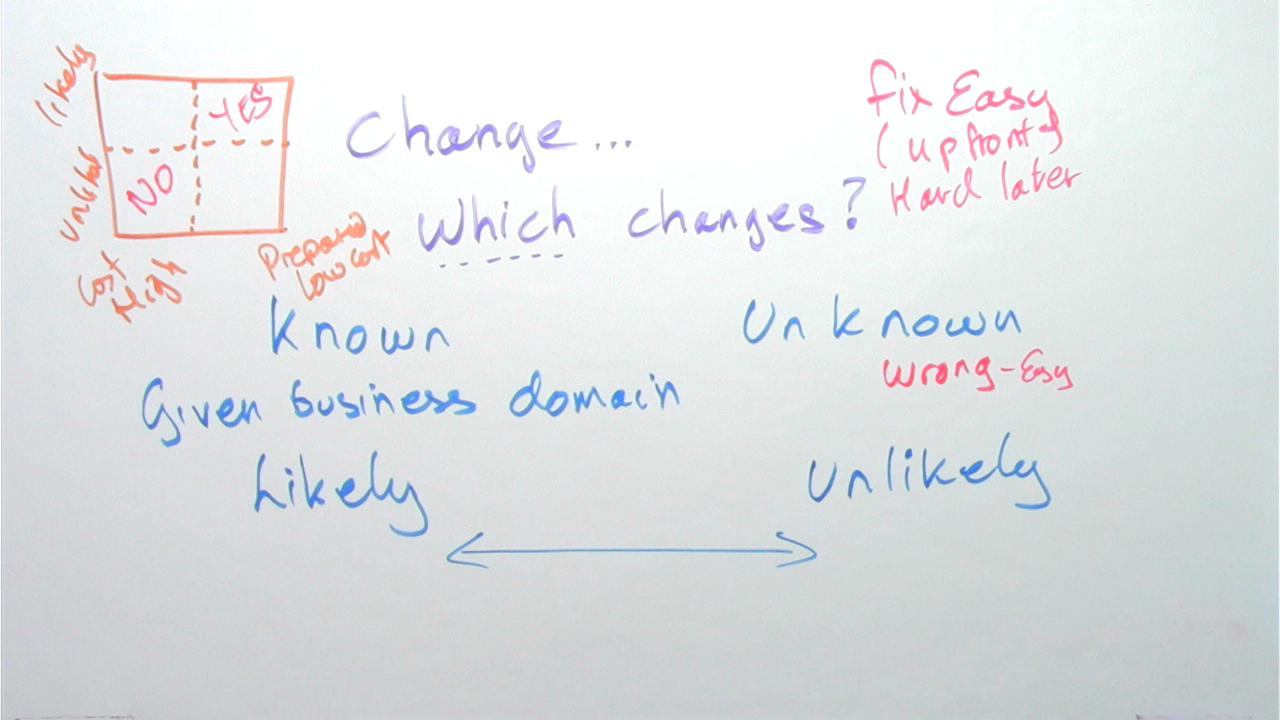 likely
YES
Unlikel
NO
Cost
High
Prepared
Low cost
Change...
Which changes?
Fix Easy
(upfront)
Hard later
Known
Unknown
Wrong-Easy
Given business domain
Likely
Unlikely